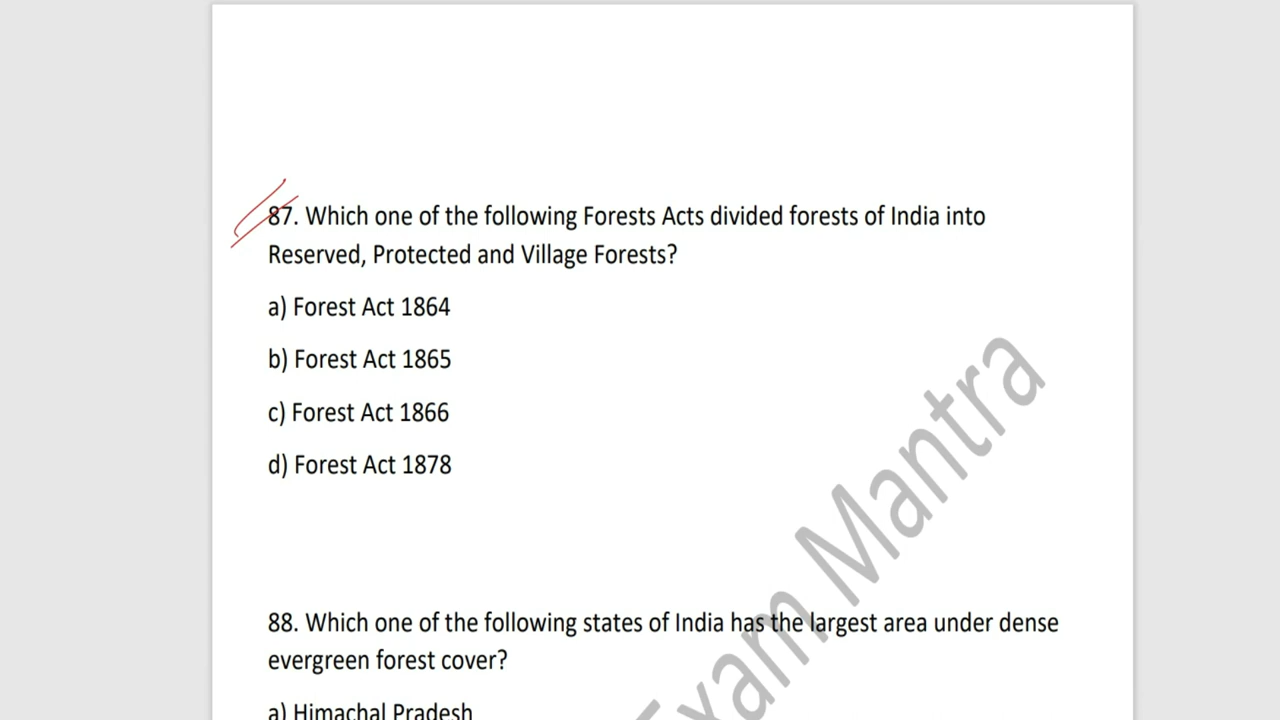 87. Which one of the following Forests Acts divided forests of India into
Reserved, Protected and Village Forests?
a) Forest Act 1864
b) Forest Act 1865
c) Forest Act 1866
d) Forest Act 1878
88. Which one of the following states of India has the largest area under dense
evergreen forest cover?
a) Himachal Pradesh
Exam Mantra